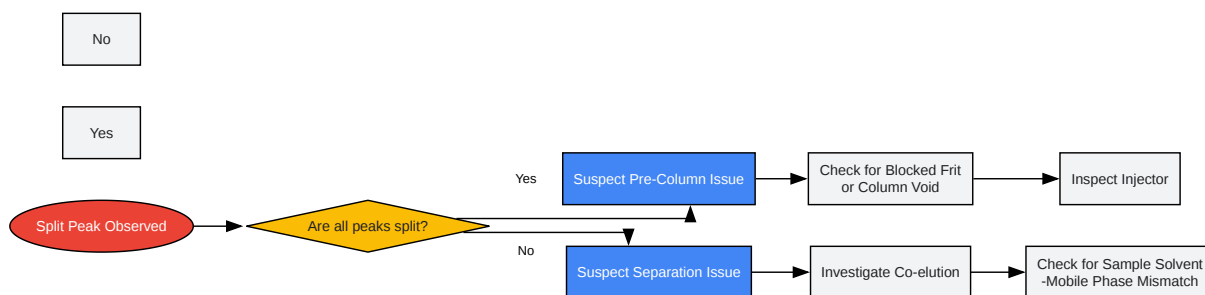 No
Yes
Yes
Suspect Pre-Column Issue
Check for Blocked Frit
or Column Void
Inspect Injector
Split Peak Observed
Are all peaks split?
No
Suspect Separation Issue
Investigate Co-elution
Check for Sample Solvent
-Mobile Phase Mismatch